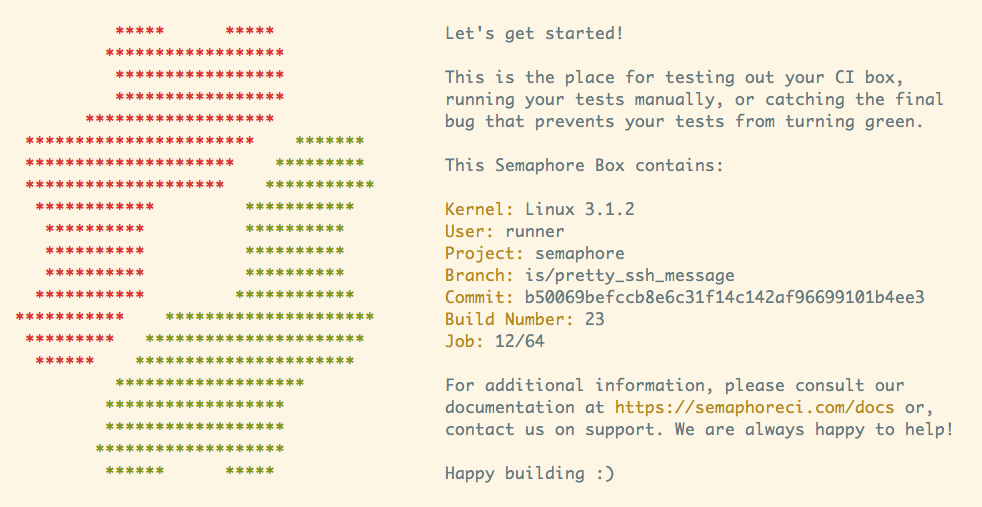 Let's get started!
This is the place for testing out your CI box,
running your tests manually, or catching the final
bug that prevents your tests from turning green.
This Semaphore Box contains:
Kernel: Linux 3.1.2
User: runner
Project: semaphore
Branch: is/pretty_ssh_message
Commit: b50069befccb8e6c31f14c142af96699101b4ee3
Build Number: 23
Job: 12/64
For additional information, please consult our
documentation at https://semaphoreci.com/docs or,
contact us on support. We are always happy to help!
Happy building :)